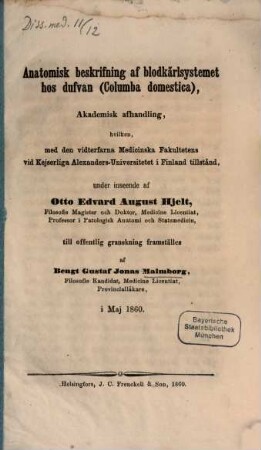 Diss. med. 11/12
Anatomisk beskrifning af blodkärlsystemet
hos dufvan (Columba domestica),
Akademisk afhandling,
hvilken,
med den vidterfarna Medicinska Fakultetens
vid Kejserliga Alexanders-Universitetet i Finland tillstånd,
under inseende af
Otto Edvard August Hjelt,
Filosofie Magister och Doktor, Medicine Licentiat,
Professor i Patologisk Anatomi och Statsmedicin,
till offentlig granskning framställes
af
Bengt Gustaf Jonas Malmborg,
Filosofie Kandidat, Medicine Licentiat,
Provincialläkare,
i Maj 1860.
Bayerische
Staatsbibliothek
München
Helsingfors, J. C. Frenckell & Son, 1860.